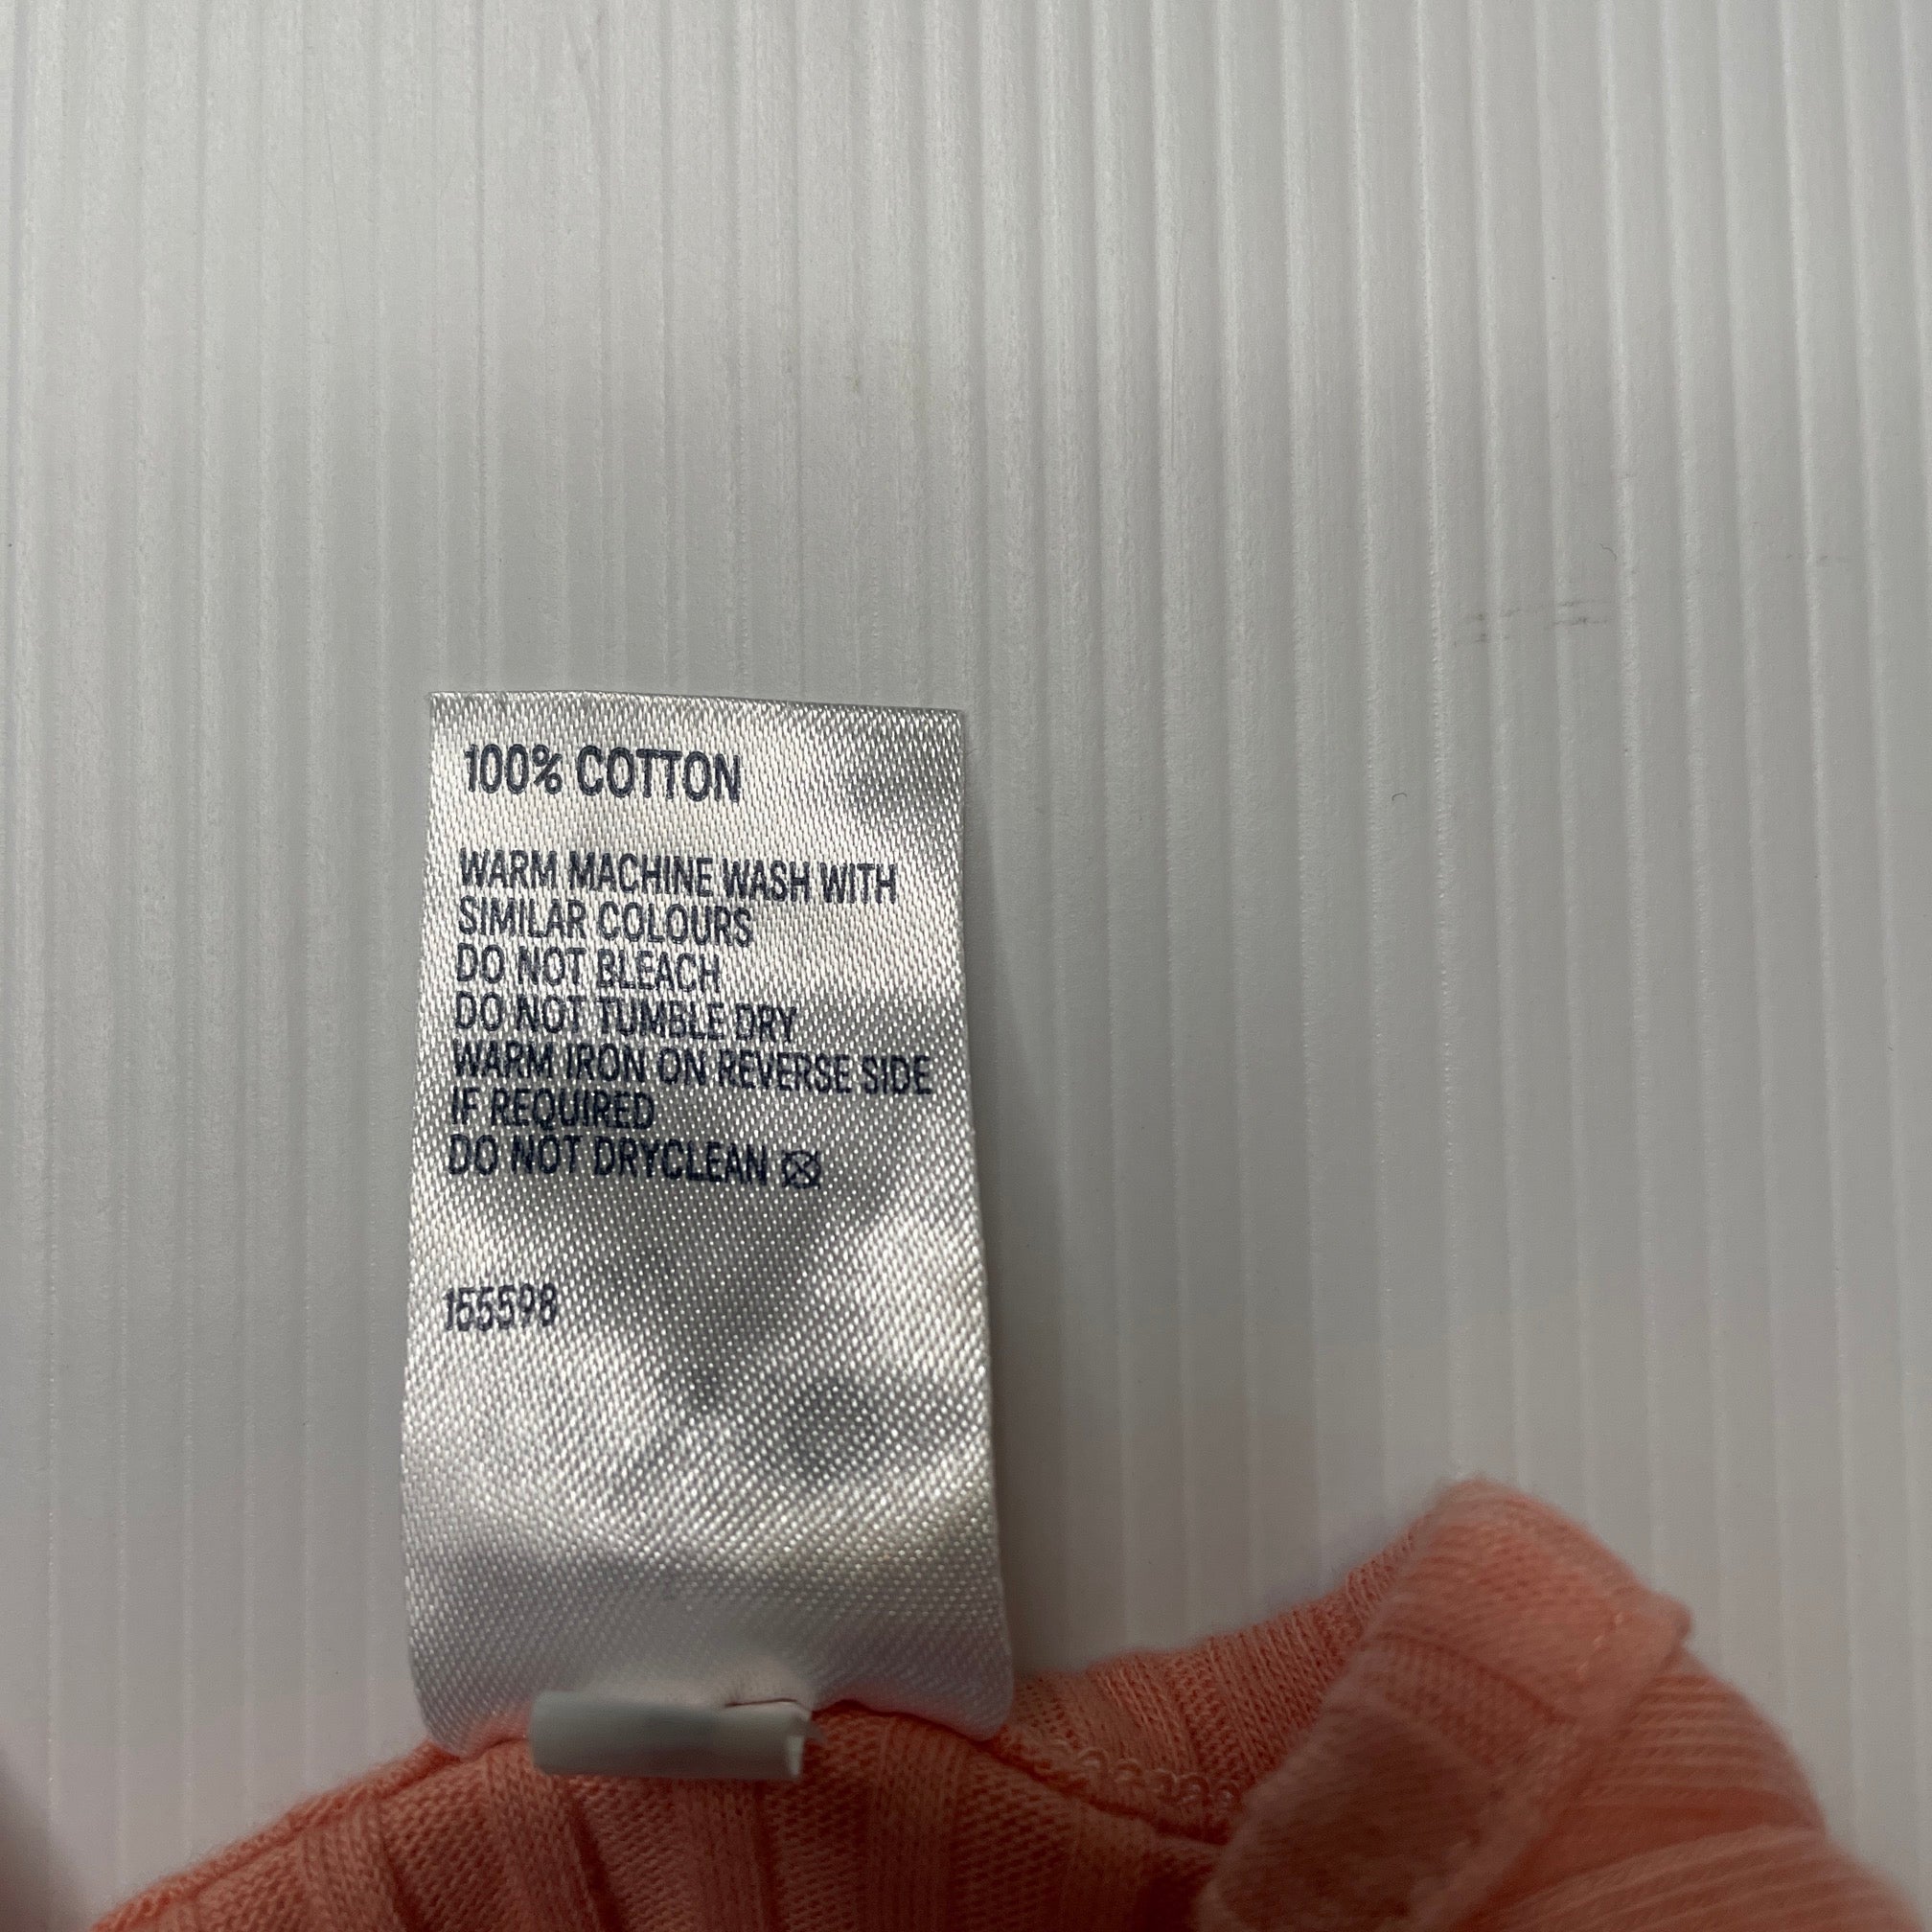 100% COTTON
WARM MACHINE WASH WITH
SIMILAR COLOURS
DO NOT BLEACH
DO NOT TUMBLE DRY
WARM IRON ON REVERSE SIDE
IF REQUIRED
DO NOT DRYCLEAN
155598